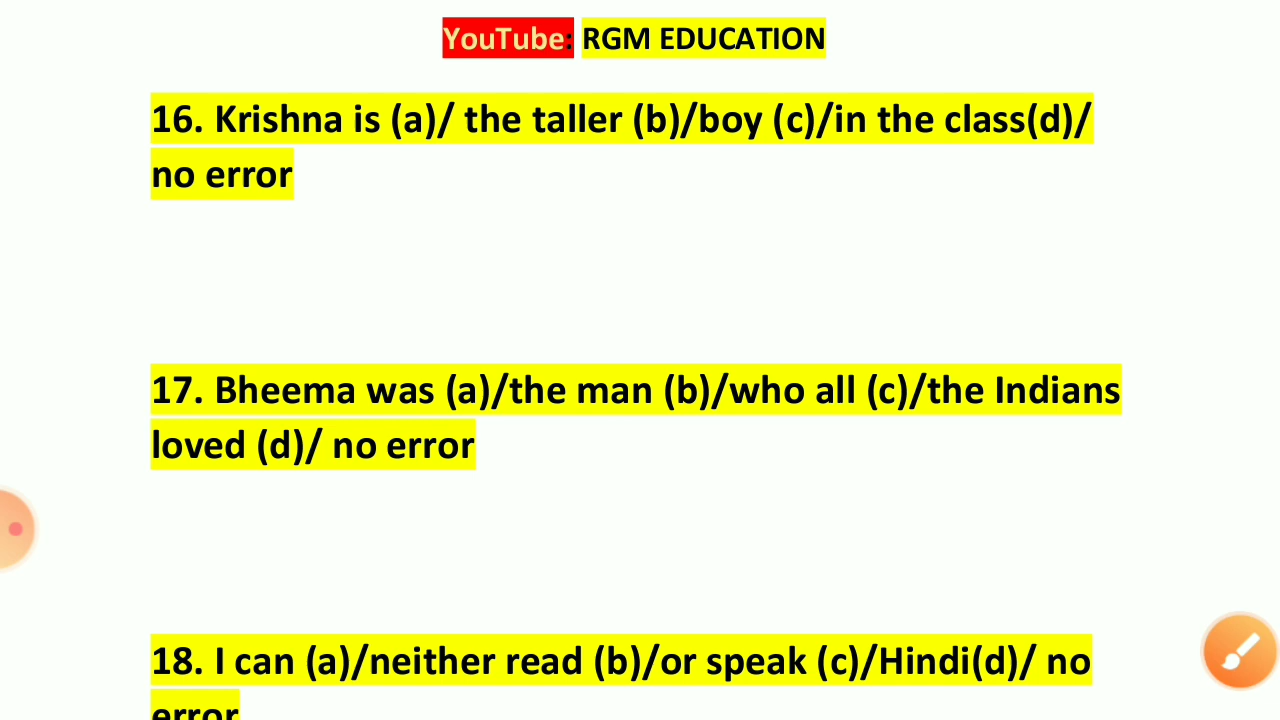 YouTube: RGM EDUCATION
16. Krishna is (a)/ the taller (b)/boy (c)/in the class(d)/
no error
17. Bheema was (a)/the man (b)/who all (c)/the Indians
loved (d)/ no error
18. I can (a)/neither read (b)/or speak (c)/Hindi(d)/ no
error